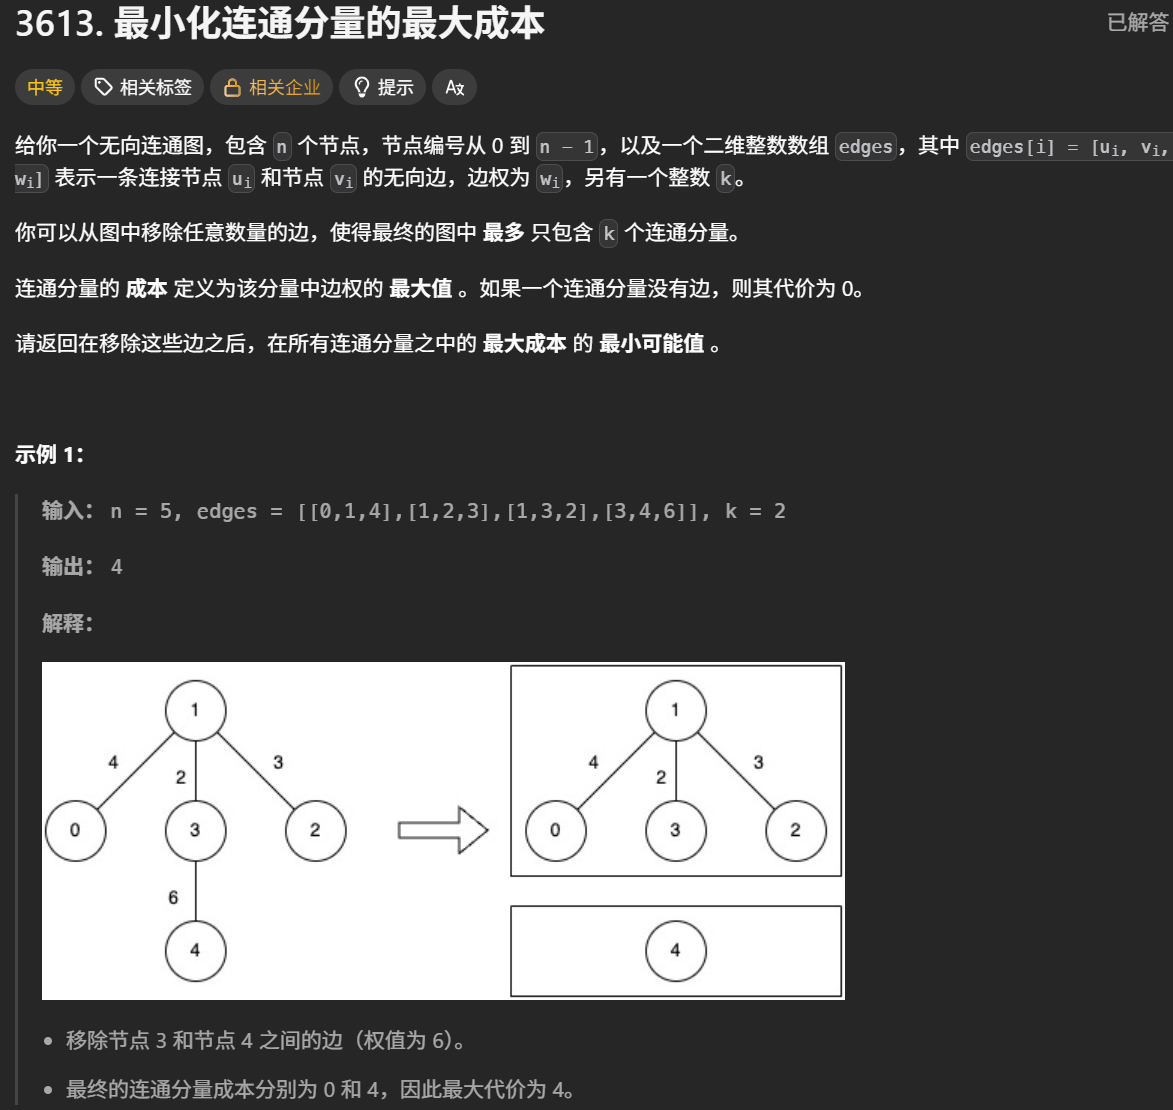 3613. 最小化连通分量的最大成本
已解答
中等 相关标签 相关企业 提示 Aあ
给你一个无向连通图，包含 n 个节点，节点编号从 0 到 n - 1，以及一个二维整数数组 edges，其中 edges[i] = [ui, vi,
wi] 表示一条连接节点 ui 和节点 vi 的无向边，边权为 wi，另有一个整数 k。
你可以从图中移除任意数量的边，使得最终的图中 最多 只包含 k 个连通分量。
连通分量的 成本 定义为该分量中边权的 最大值 。如果一个连通分量没有边，则其代价为 0。
请返回在移除这些边之后，在所有连通分量之中的 最大成本 的 最小可能值 。
示例 1：
输入： n = 5, edges = [[0,1,4],[1,2,3],[1,3,2],[3,4,6]], k = 2
输出： 4
解释：
1
4 2 3
0 3 2
6
4
1
4 2 3
0 3 2
4
移除节点 3 和节点 4 之间的边（权值为 6）。
最终的连通分量成本分别为 0 和 4，因此最大代价为 4。